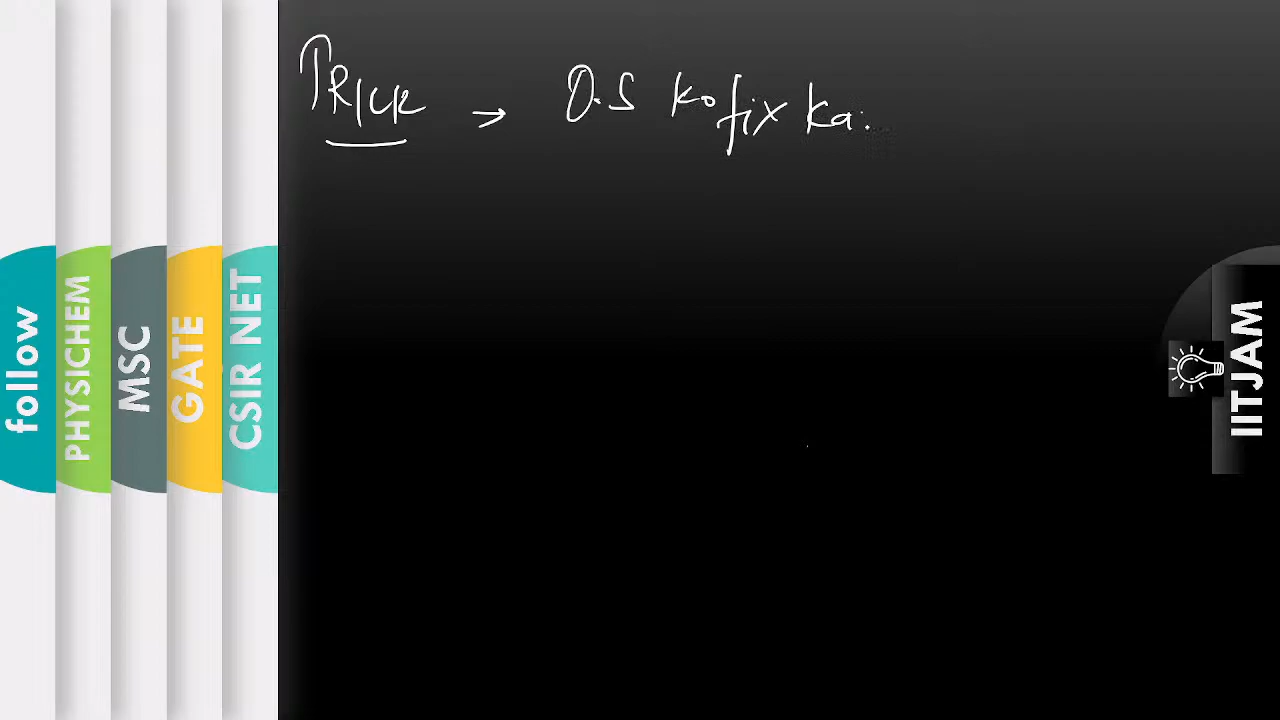 follow
PHYSICHEM
MSC
GATE
CSIR NET
TRICK → O.S ko fix ka.
IITJAM